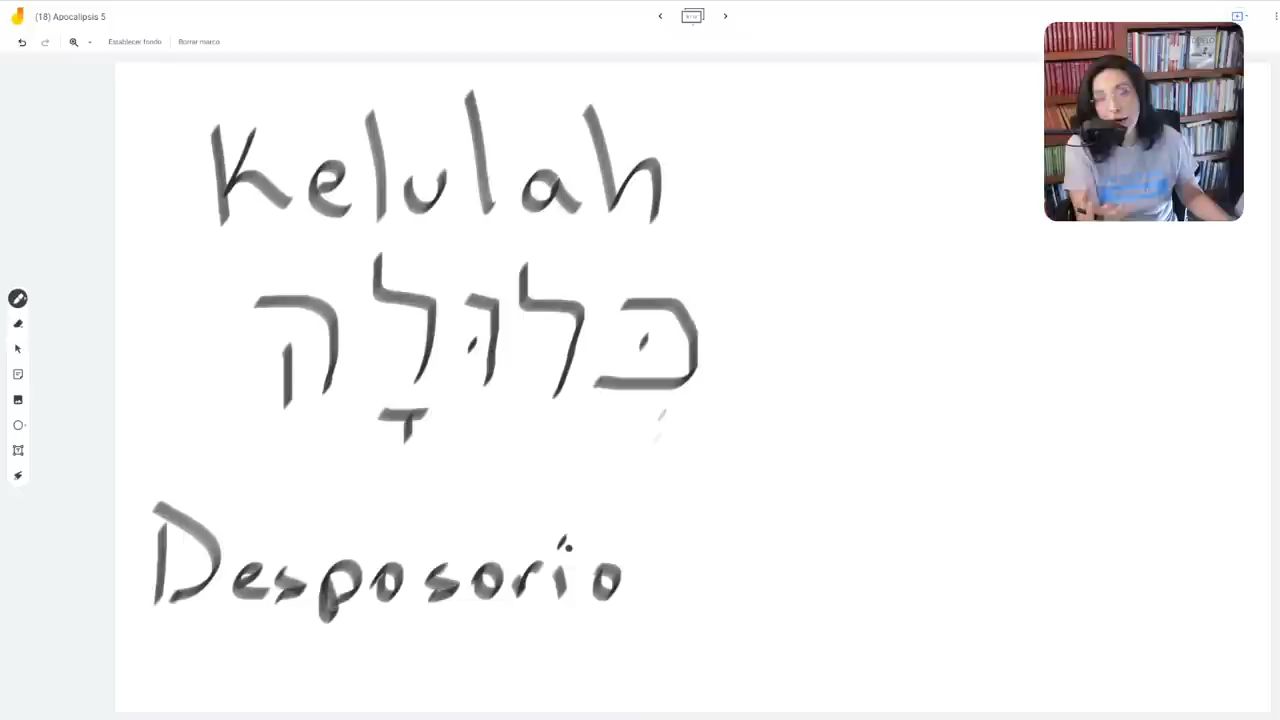 (18) Apocalipsis 5
Establecer fondo
Borrar marco
Kelulah
כְּלוּלָה
Desposorio